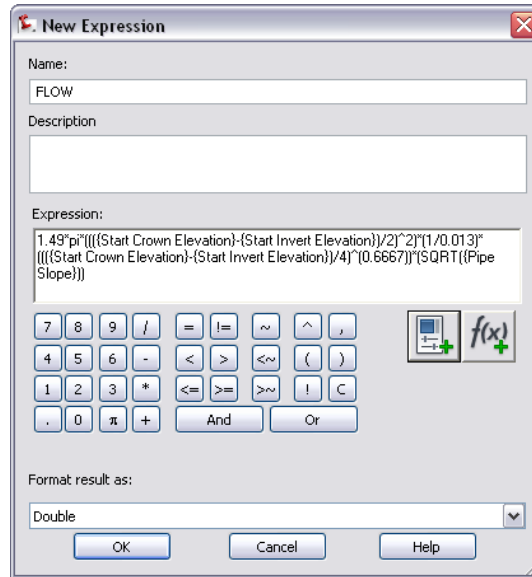 New Expression
Name:
FLOW
Description
Expression:
1.49*pi*((({Start Crown Elevation}-{Start Invert Elevation})/2)^2)*(1/0.013)*
((({Start Crown Elevation}-{Start Invert Elevation})/4)^(0.6667))*(SQRT({Pipe
Slope}))
7 8 9 / = != ~ ^ ,
4 5 6 - < > <~ ( )
1 2 3 * <= >= >~ ! C
. 0 π + And Or
f(x)
Format result as:
Double
OK Cancel Help